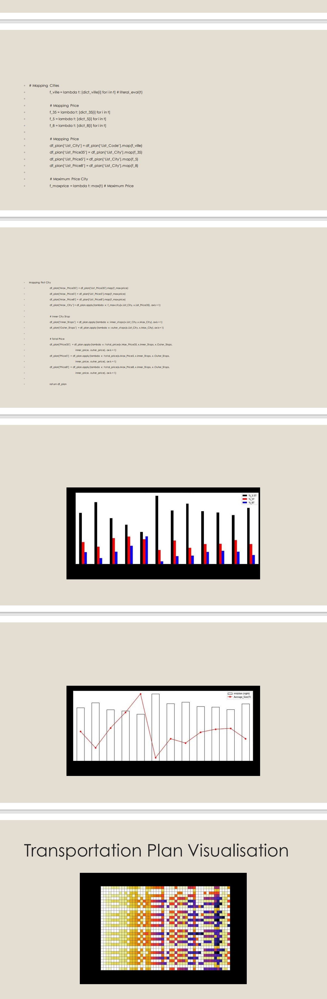 # Mapping Cities
f_ville = lambda t: [dict_ville[i] for i in t] # literal_eval(t)
# Mapping Price
f_35 = lambda t: [dict_35[i] for i in t]
f_5 = lambda t: [dict_5[i] for i in t]
f_8 = lambda t: [dict_8[i] for i in t]
# Mapping Price
df_plan[‘List_City’] = df_plan[‘List_Code’].map(f_ville)
df_plan[‘List_Price35’] = df_plan[‘List_City’].map(f_35)
df_plan[‘List_Price5’] = df_plan[‘List_City’].map(f_5)
df_plan[‘List_Price8’] = df_plan[‘List_City’].map(f_8)
# Maximum Price City
f_maxprice = lambda t: max(t) # Maximum Price
Mapping First City
df_plan[‘Max_Price35’] = df_plan[‘List_Price35’].map(f_maxprice)
df_plan[‘Max_Price5’] = df_plan[‘List_Price5’].map(f_maxprice)
df_plan[‘Max_Price8’] = df_plan[‘List_Price8’].map(f_maxprice)
df_plan[‘Max_City’] = df_plan.apply(lambda x: f_maxcity(x.List_City, x.List_Price35), axis = 1)
# Inner City Stop
df_plan[‘Inner_Stops’] = df_plan.apply(lambda x: inner_stops(x.List_City, x.Max_City), axis = 1)
df_plan[‘Outer_Stops’] = df_plan.apply(lambda x: outer_stops(x.List_City, x.Max_City), axis = 1)
# Total Price
df_plan[‘Price35’] = df_plan.apply(lambda x: total_price(x.Max_Price35, x.Inner_Stops, x.Outer_Stops,
inner_price, outer_price), axis = 1)
df_plan[‘Price5’] = df_plan.apply(lambda x: total_price(x.Max_Price5, x.Inner_Stops, x.Outer_Stops,
inner_price, outer_price), axis = 1)
df_plan[‘Price8’] = df_plan.apply(lambda x: total_price(x.Max_Price8, x.Inner_Stops, x.Outer_Stops,
inner_price, outer_price), axis = 1)
return df_plan
%_3.5T
%_5T
%_8T
rmb/ton (right)
Average_Size(T)
Transportation Plan Visualisation